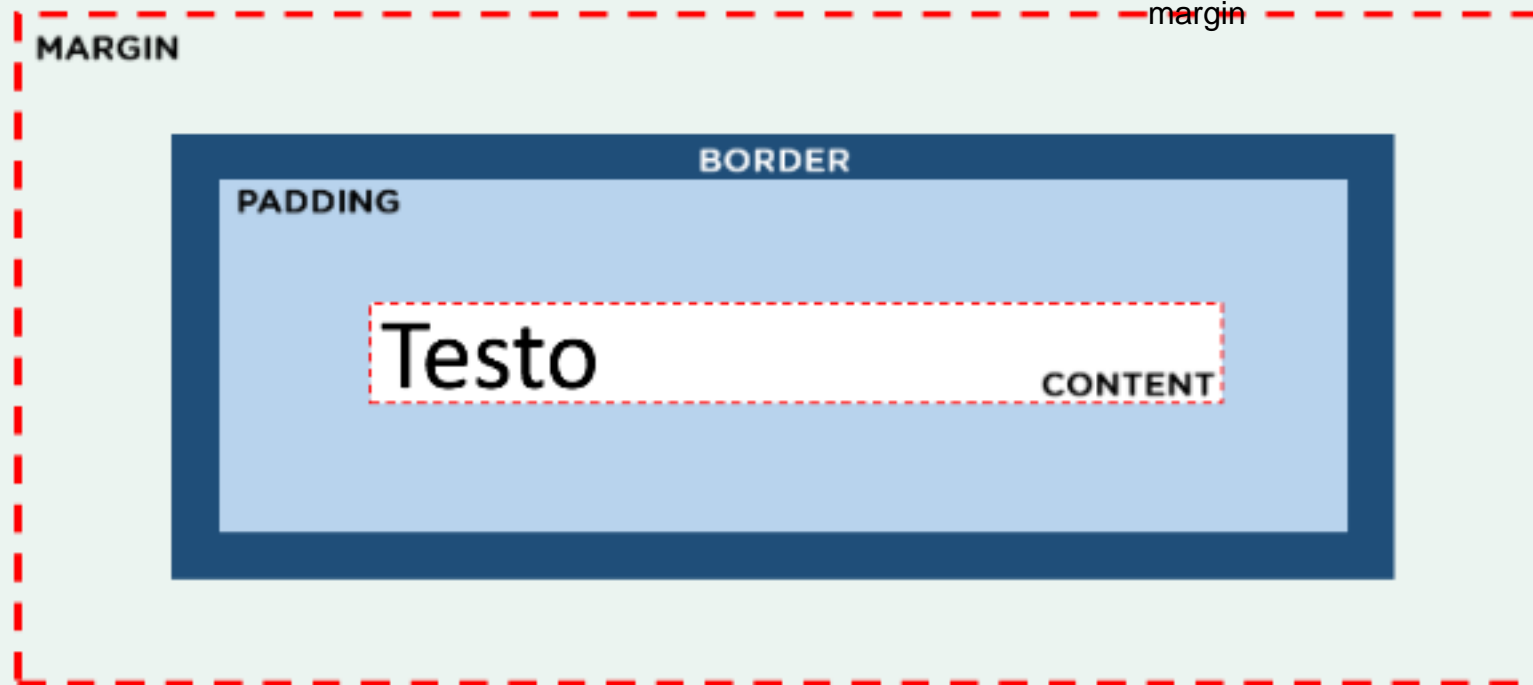 margin
MARGIN
BORDER
PADDING
Testo
CONTENT